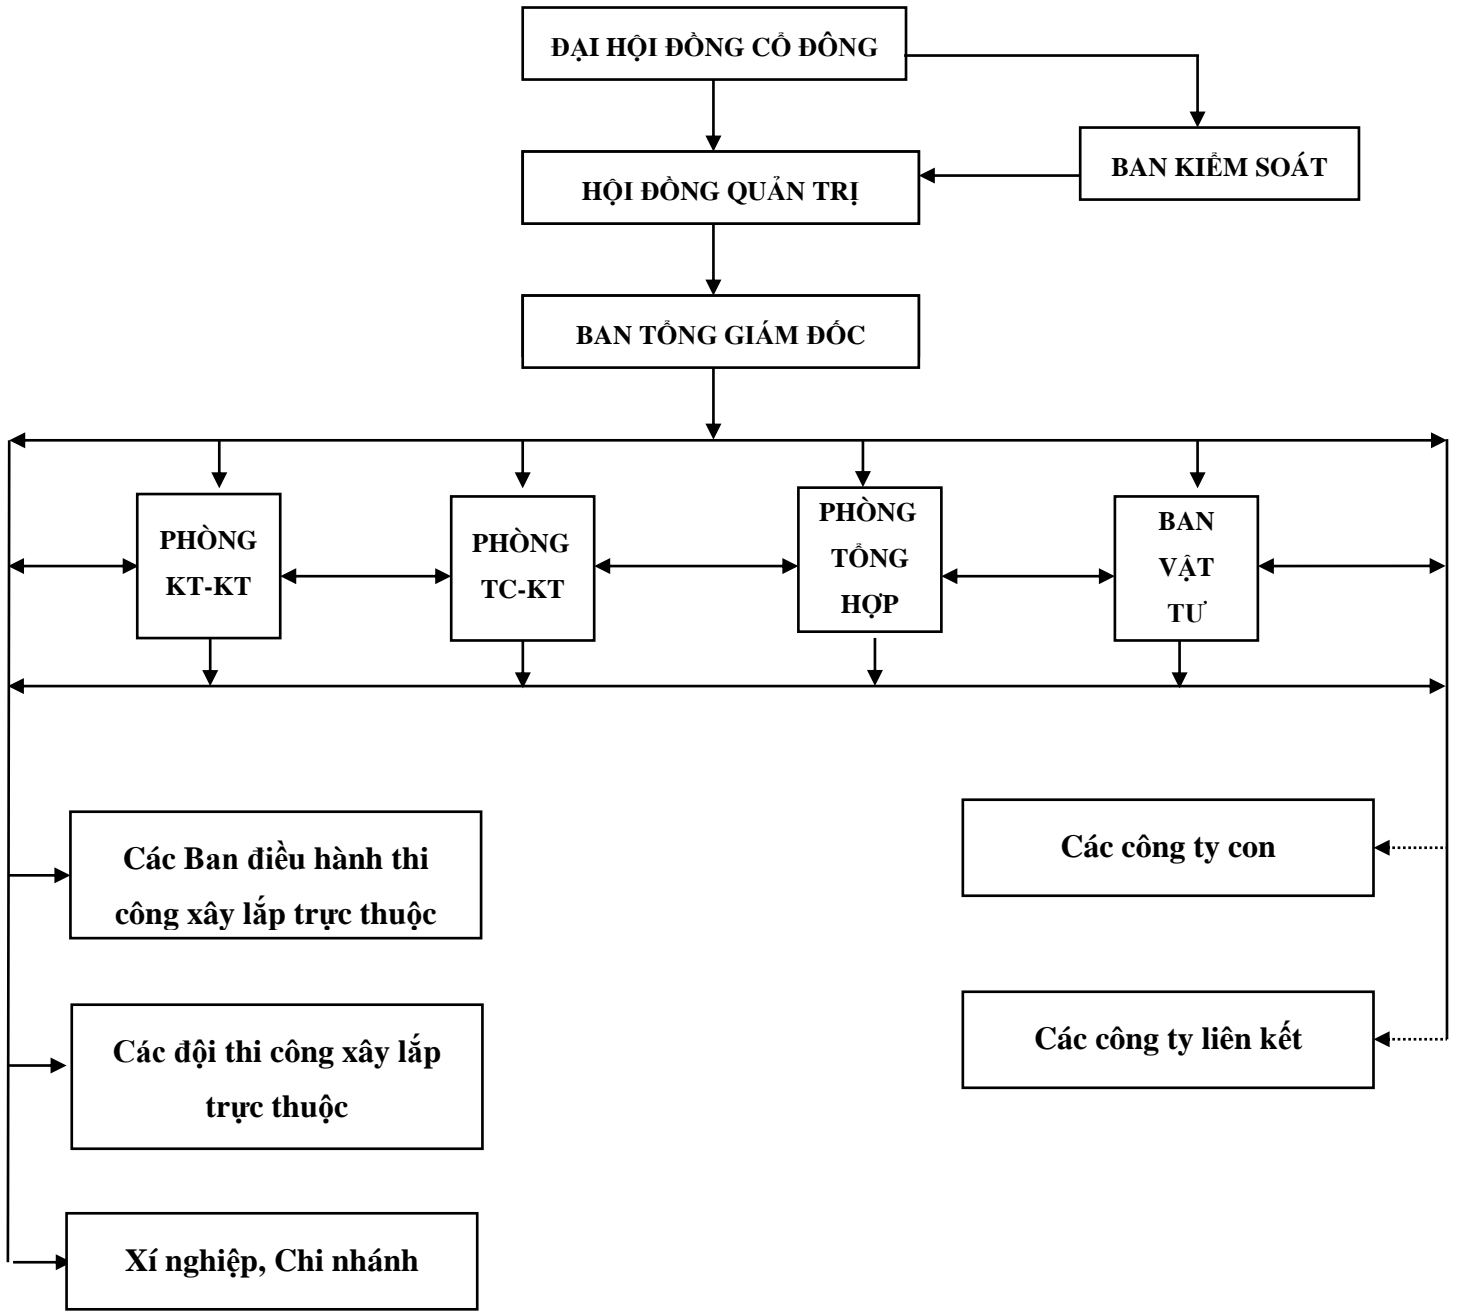 ĐẠI HỘI ĐỒNG CỔ ĐÔNG
BAN KIỂM SOÁT
HỘI ĐỒNG QUẢN TRỊ
BAN TỔNG GIÁM ĐỐC
PHÒNG
KT-KT
PHÒNG
TC-KT
PHÒNG
TỔNG
HỢP
BAN
VẬT
TƯ
Các Ban điều hành thi
công xây lắp trực thuộc
Các công ty con
Các đội thi công xây lắp
trực thuộc
Các công ty liên kết
Xí nghiệp, Chi nhánh